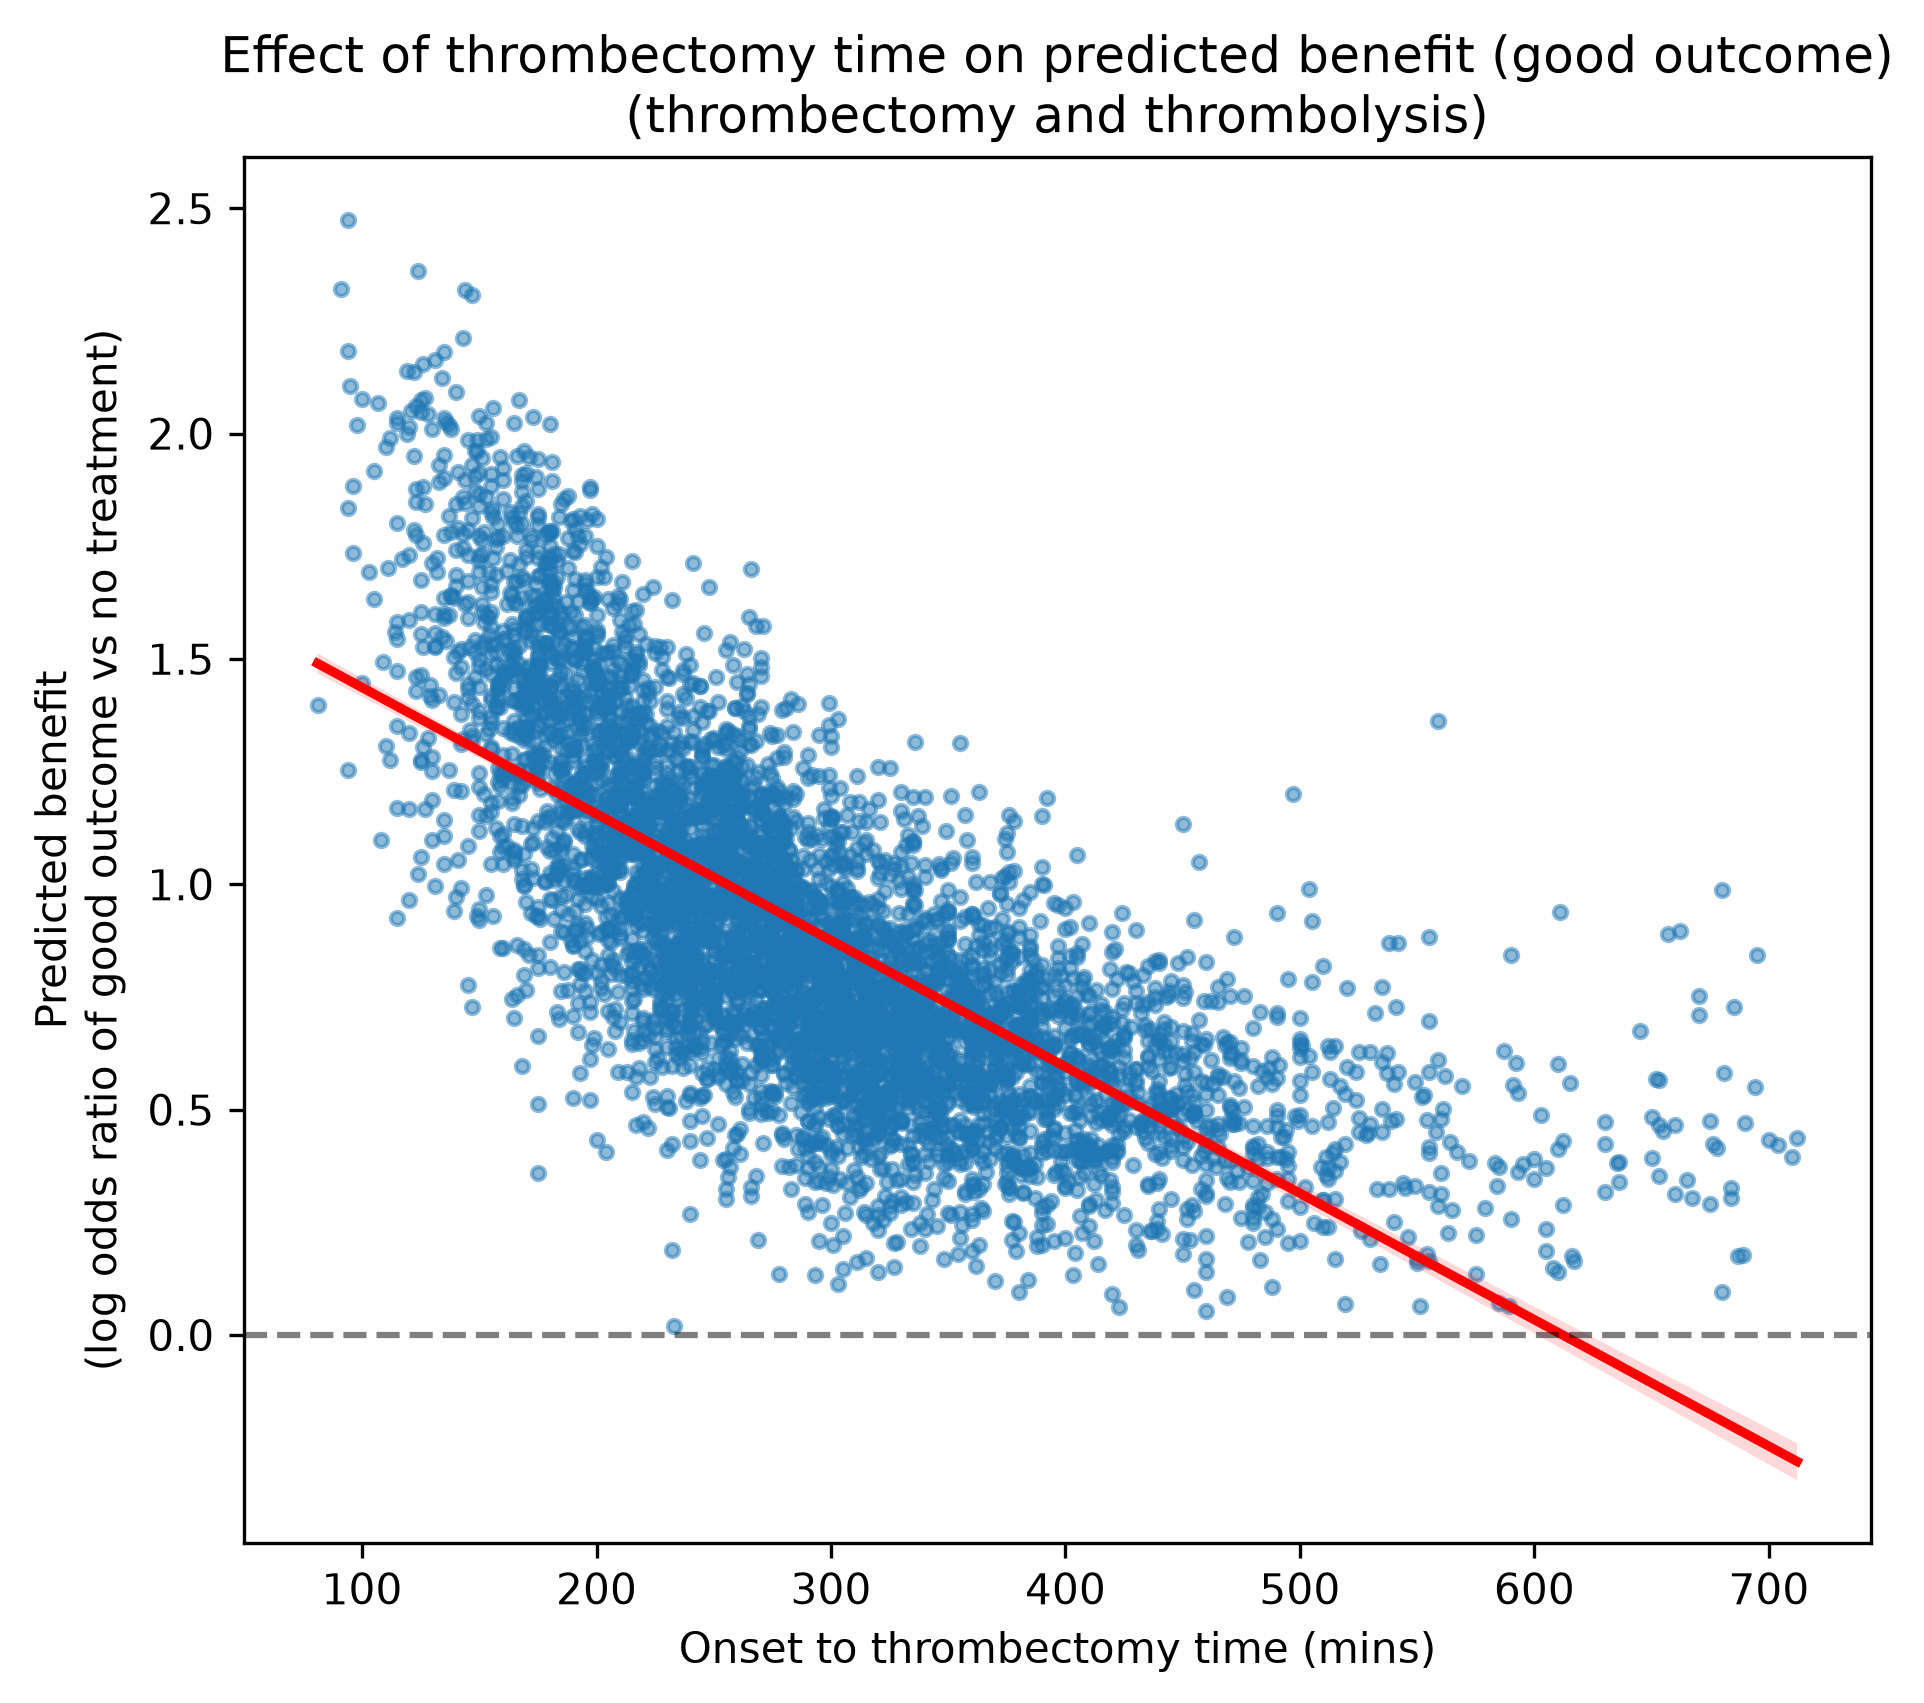 Effect of thrombectomy time on predicted benefit (good outcome)
(thrombectomy and thrombolysis)
Predicted benefit
(log odds ratio of good outcome vs no treatment)
2.5
2.0
1.5
1.0
0.5
0.0
100 200 300 400 500 600 700
Onset to thrombectomy time (mins)